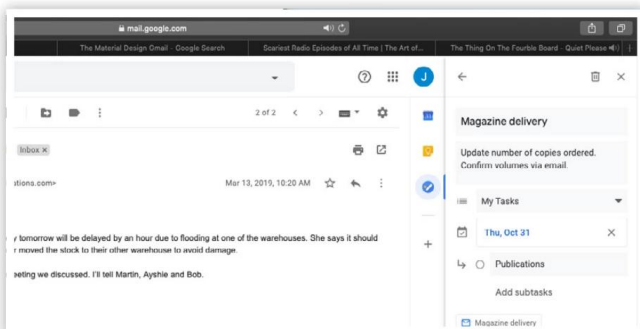 mail.google.com
The Material Design Gmail - Google Search
Scariest Radio Episodes of All Time | The Art of...
The Thing On The Fourble Board - Quiet Please
J
2 of 2
Inbox ×
ations.com>
Mar 13, 2019, 10:20 AM
y tomorrow will be delayed by an hour due to flooding at one of the warehouses. She says it should
r moved the stock to their other warehouse to avoid damage.
eeting we discussed. I'll tell Martin, Ayshie and Bob.
Magazine delivery
Update number of copies ordered.
Confirm volumes via email.
My Tasks
Thu, Oct 31
Publications
Add subtasks
Magazine delivery